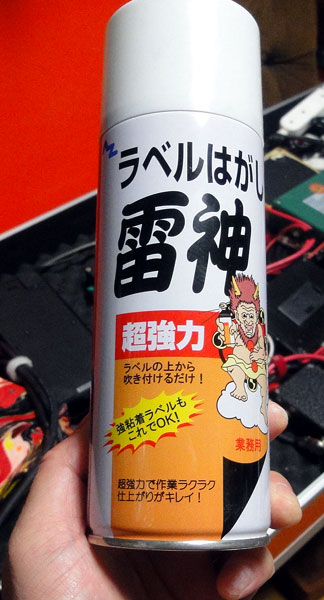 ラベルはがし
雷神
超強力
ラベルの上から
吹き付けるだけ！
強粘着ラベルも
これでOK!
業務用
超強力で作業ラクラク
仕上がりがキレイ！